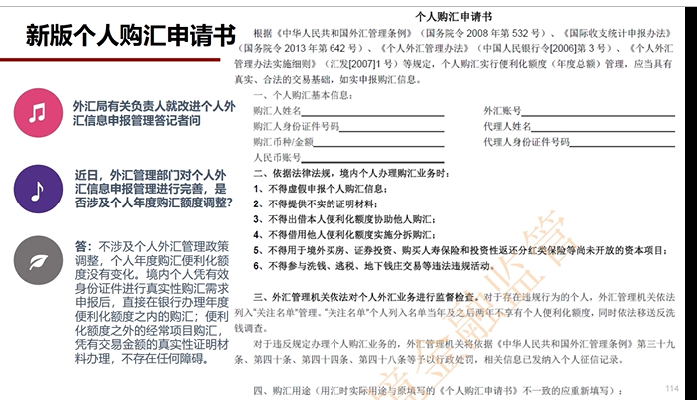 新版个人购汇申请书
外汇局有关负责人就改进个人外
汇信息申报管理答记者问
近日，外汇管理部门对个人外
汇信息申报管理进行完善，是
否涉及个人年度购汇额度调整？
答：不涉及个人外汇管理政策
调整，个人年度购汇便利化额
度没有变化。境内个人凭有效
身份证件进行真实性购汇需求
申报后，直接在银行办理年度
便利化额度之内的购汇；便利
化额度之外的经常项目购汇，
凭有交易金额的真实性证明材
料办理，不存在任何障碍。
个人购汇申请书
根据《中华人民共和国外汇管理条例》（国务院令 2008 年第 532 号）、《国际收支统计申报办法》
（国务院令 2013 年第 642 号）、《个人外汇管理办法》（中国人民银行令[2006]第 3 号）、《个人外汇
管理办法实施细则》（汇发[2007]1 号）等规定，个人购汇实行便利化额度（年度总额）管理，应当具有
真实、合法的交易基础，如实申报购汇信息。
一、个人购汇基本信息：
购汇人姓名 外汇账号
购汇人身份证件号码 代理人姓名
购汇币种/金额 代理人身份证件号码
人民币账号
二、依据法律法规，境内个人办理购汇业务时：
1、不得虚假申报个人购汇信息；
2、不得提供不实的证明材料；
3、不得出借本人便利化额度协助他人购汇；
4、不得借用他人便利化额度实施分拆购汇；
5、不得用于境外买房、证券投资、购买人寿保险和投资性返还分红类保险等尚未开放的资本项目；
6、不得参与洗钱、逃税、地下钱庄交易等违法违规活动。
三、外汇管理机关依法对个人外汇业务进行监督检查。对于存在违规行为的个人，外汇管理机关依法
列入"关注名单"管理。"关注名单"个人列入名单当年及之后两年不享有个人便利化额度，同时依法移送反洗
钱调查。
对于违反规定办理个人购汇业务的，外汇管理机关将依据《中华人民共和国外汇管理条例》第三十九
条、第四十条、第四十四条、第四十八条等予以行政处罚，相关信息已发纳入个人征信记录。
四、购汇用途（用汇时实际用途与原填写的《个人购汇申请书》不一致的应重新填写）：
114
金融监管